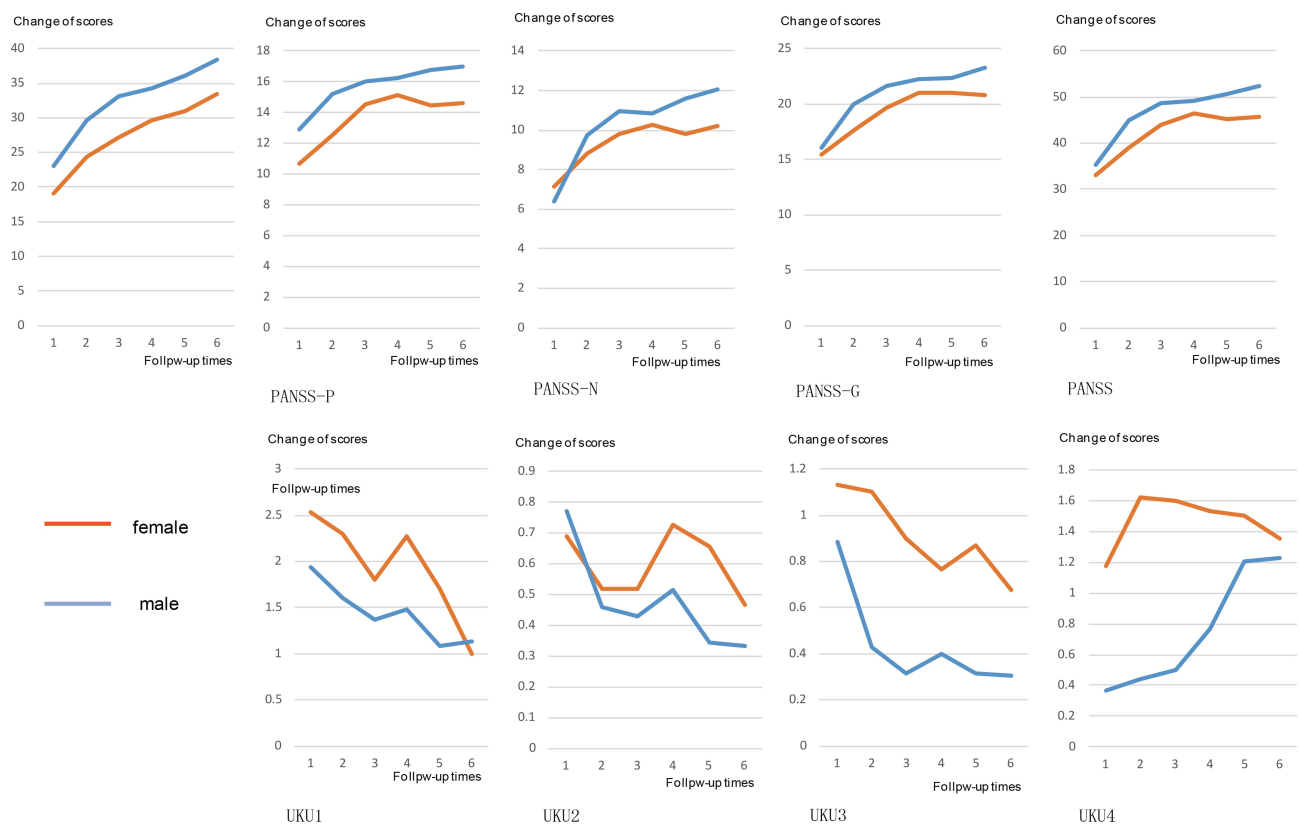 Change of scores
40
35
30
25
20
15
10
5
0
1 2 3 4 5 6
Follpw-up times
Change of scores
18
16
14
12
10
8
6
4
2
0
1 2 3 4 5 6
Follpw-up times
PANSS-P
Change of scores
14
12
10
8
6
4
2
0
1 2 3 4 5 6
Follpw-up times
PANSS-N
Change of scores
25
20
15
10
5
0
1 2 3 4 5 6
Follpw-up times
PANSS-G
Change of scores
60
50
40
30
20
10
0
1 2 3 4 5 6
Follpw-up times
PANSS
female
male
Change of scores
3
Follpw-up times
2.5
2
1.5
1
0.5
0
1 2 3 4 5 6
Follpw-up times
UKU1
Change of scores
0.9
0.8
0.7
0.6
0.5
0.4
0.3
0.2
0.1
0
1 2 3 4 5 6
Follpw-up times
UKU2
Change of scores
1.2
1
0.8
0.6
0.4
0.2
0
1 2 3 4 5 6
Follpw-up times
UKU3
Change of scores
1.8
1.6
1.4
1.2
1
0.8
0.6
0.4
0.2
0
1 2 3 4 5 6
Follpw-up times
UKU4